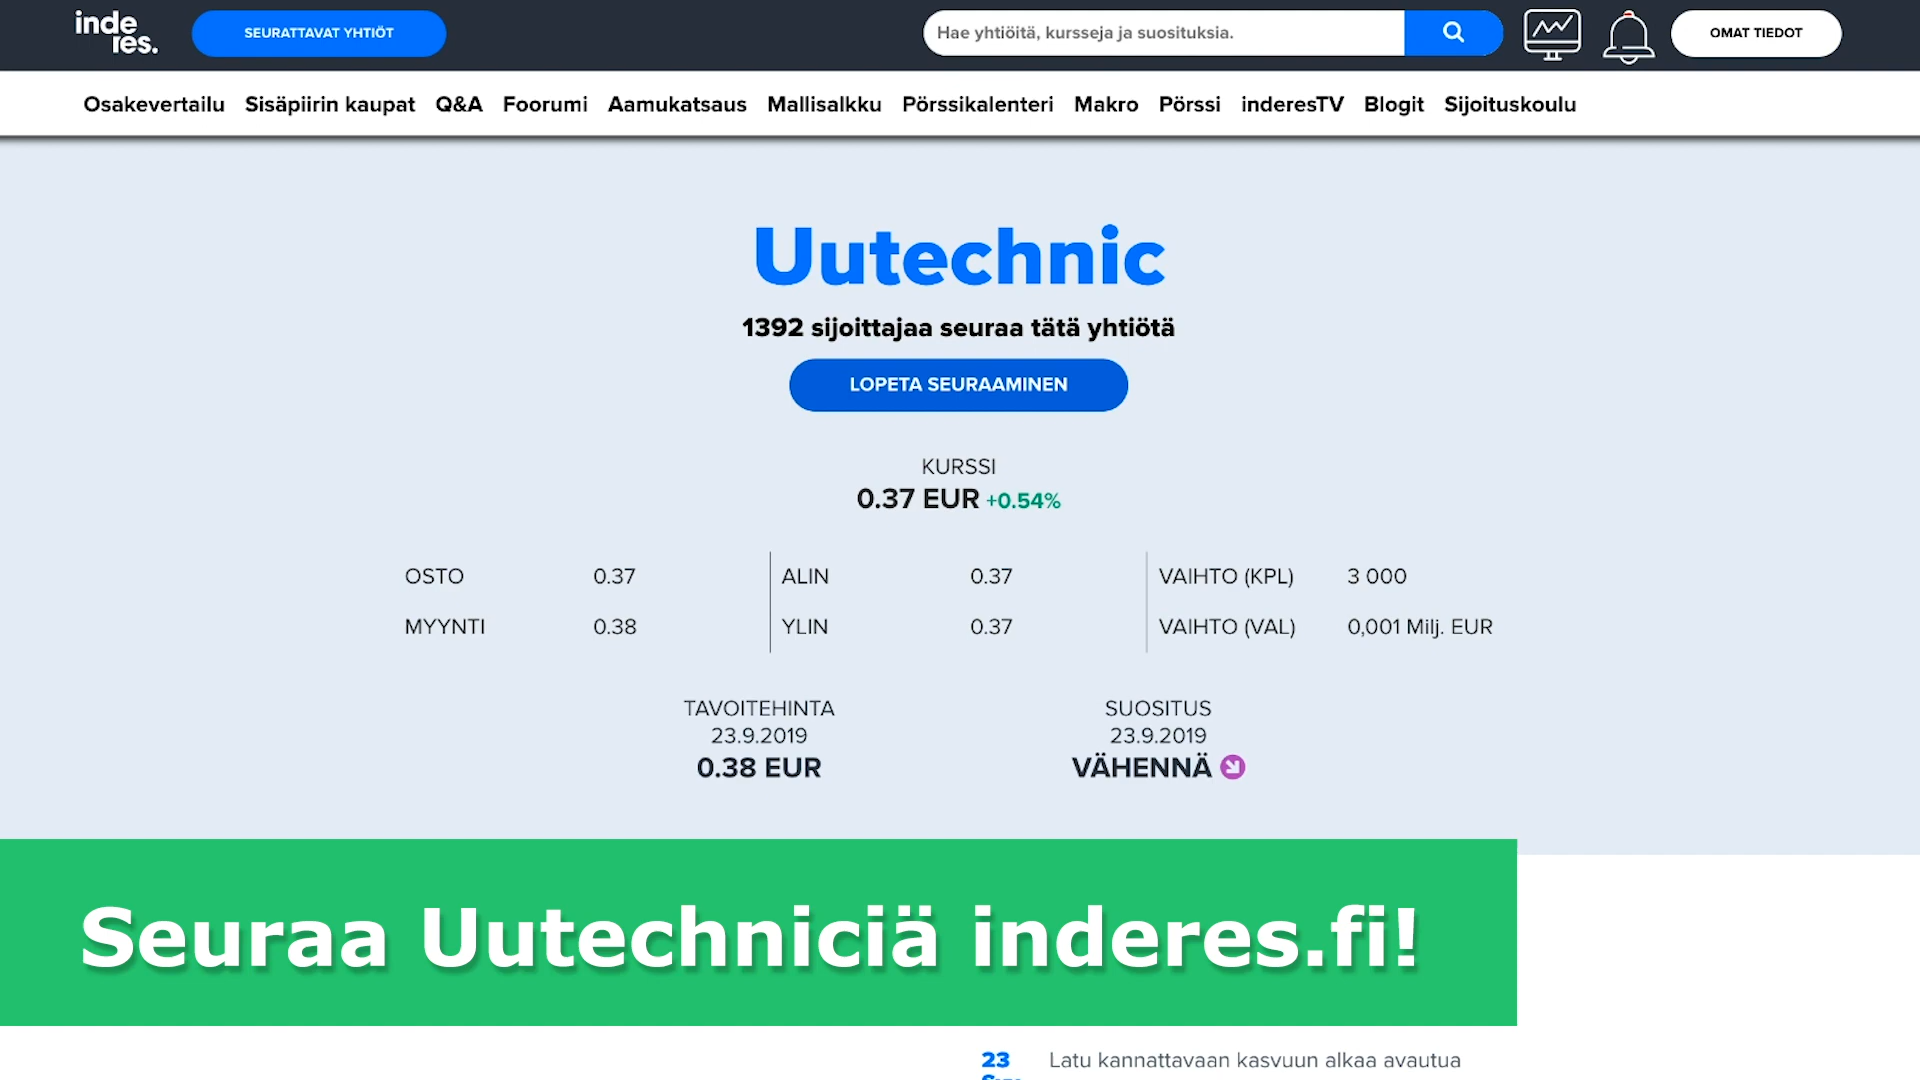 inde
res.
SEURATTAVAT YHTIÖT
Hae yhtiöitä, kursseja ja suosituksia.
OMAT TIEDOT
Osakevertailu Sisäpiirin kaupat Q&A Foorumi Aamukatsaus Mallisalkku Pörssikalenteri Makro Pörssi inderesTV Blogit Sijoituskoulu
Uutechnic
1392 sijoittajaa seuraa tätä yhtiötä
LOPETA SEURAAMINEN
KURSSI
0.37 EUR +0.54%
OSTO 0.37 ALIN 0.37 VAIHTO (KPL) 3 000
MYYNTI 0.38 YLIN 0.37 VAIHTO (VAL) 0,001 Milj. EUR
TAVOITEHINTA
23.9.2019
0.38 EUR
SUOSITUS
23.9.2019
VÄHENNÄ
Seuraa Uutechniciä inderes.fi!
23 Latu kannattavaan kasvuun alkaa avautua